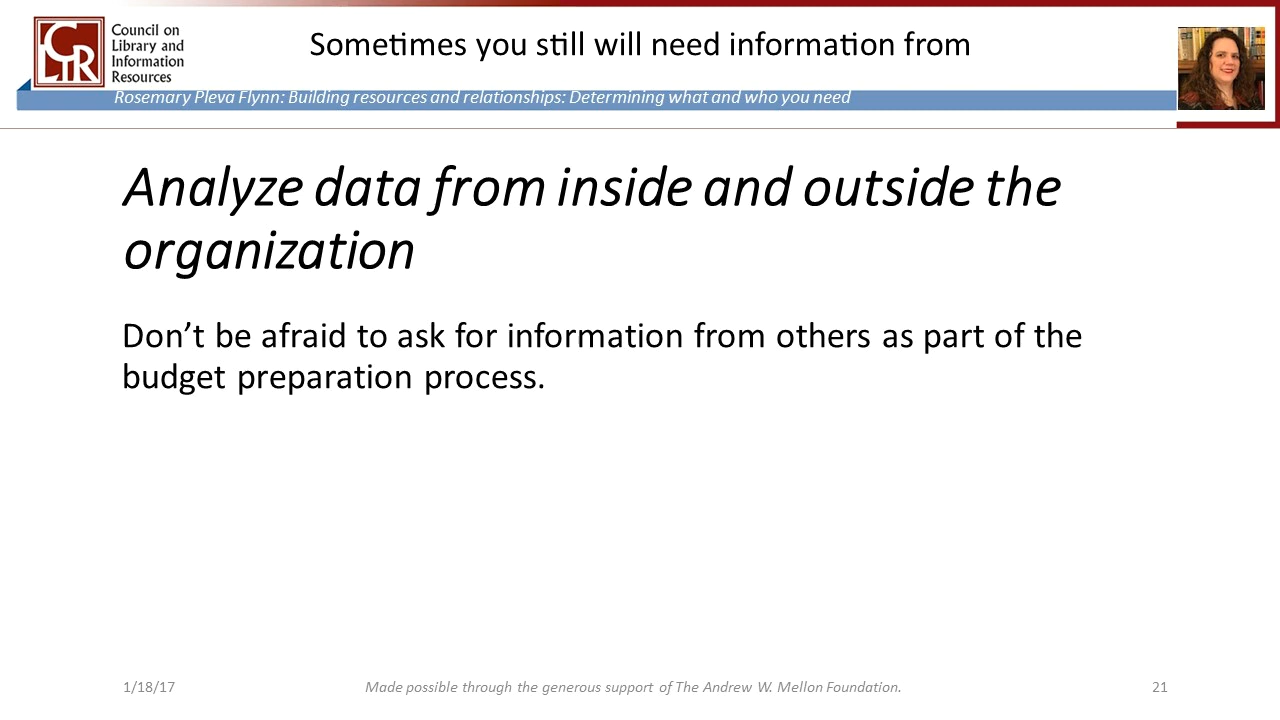 CLIR
Council on
Library and
Information
Resources
Sometimes you still will need information from
Rosemary Pleva Flynn: Building resources and relationships: Determining what and who you need
Analyze data from inside and outside the
organization
Don’t be afraid to ask for information from others as part of the
budget preparation process.
1/18/17
Made possible through the generous support of The Andrew W. Mellon Foundation.
21